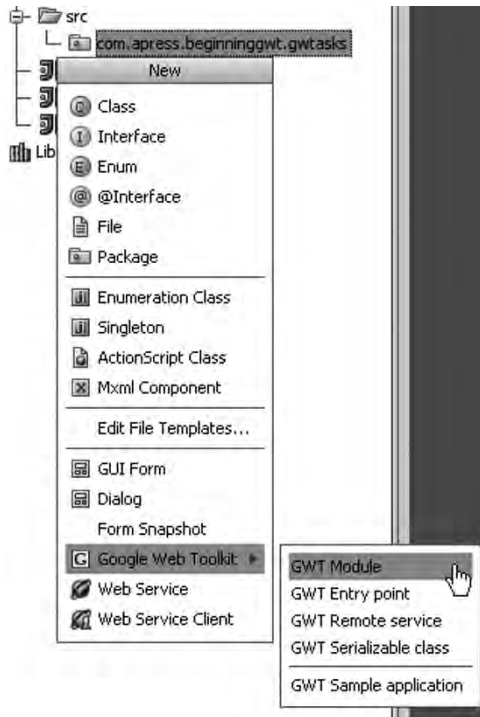 src
com.apress.beginninggwt.gwtasks
New
Class
Interface
Lib
Enum
@Interface
File
Package
Enumeration Class
Singleton
ActionScript Class
Mxml Component
Edit File Templates...
GUI Form
Dialog
Form Snapshot
Google Web Toolkit
GWT Module
Web Service
GWT Entry point
Web Service Client
GWT Remote service
GWT Serializable class
GWT Sample application